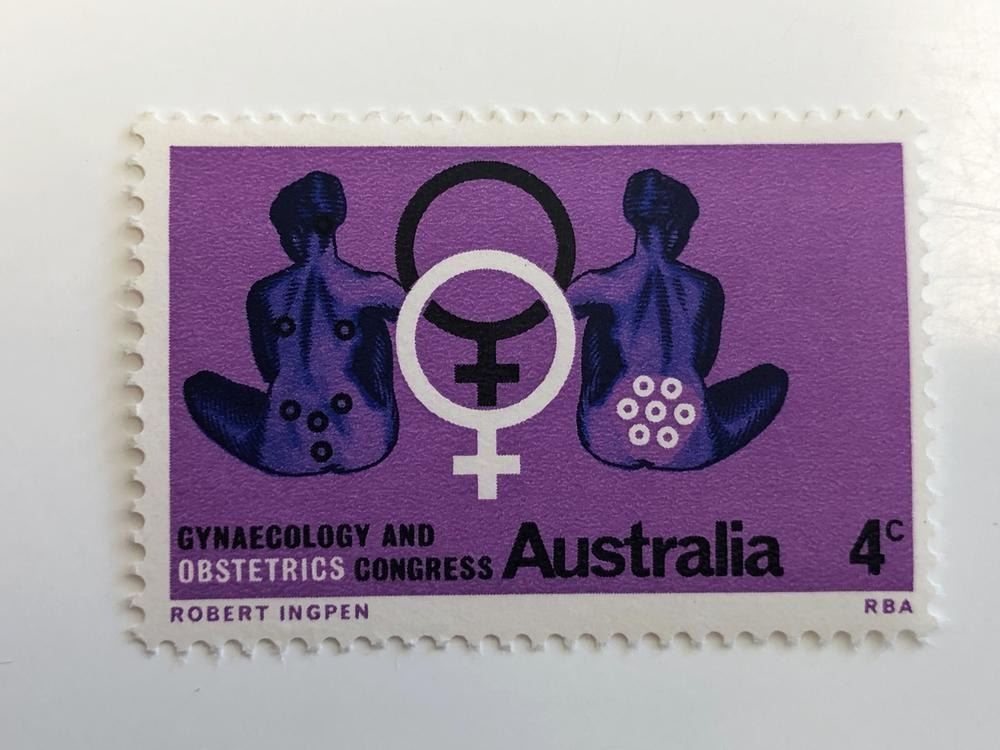 GYNAECOLOGY AND
OBSTETRICS CONGRESS Australia 4c
ROBERT INGPEN RBA